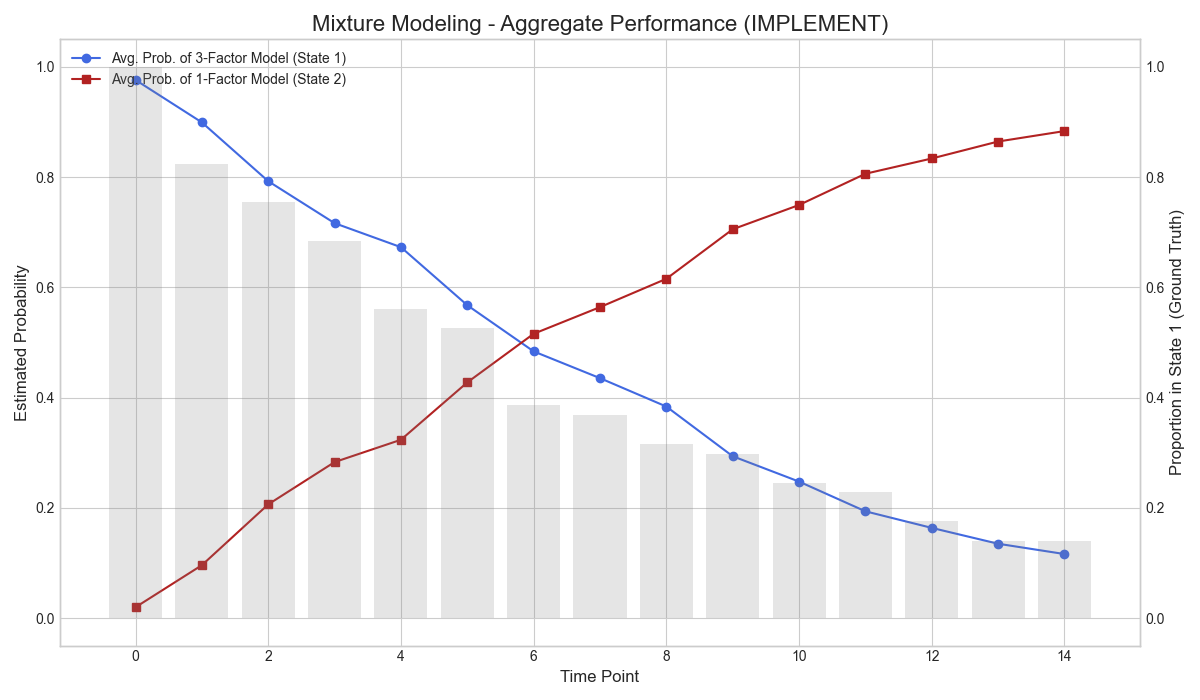 Mixture Modeling - Aggregate Performance (IMPLEMENT)
Avg. Prob. of 3-Factor Model (State 1)
Avg. Prob. of 1-Factor Model (State 2)
Estimated Probability
1.0
0.8
0.6
0.4
0.2
0.0
1.0
0.8
0.6
0.4
0.2
0.0
Proportion in State 1 (Ground Truth)
0 2 4 6 8 10 12 14
Time Point